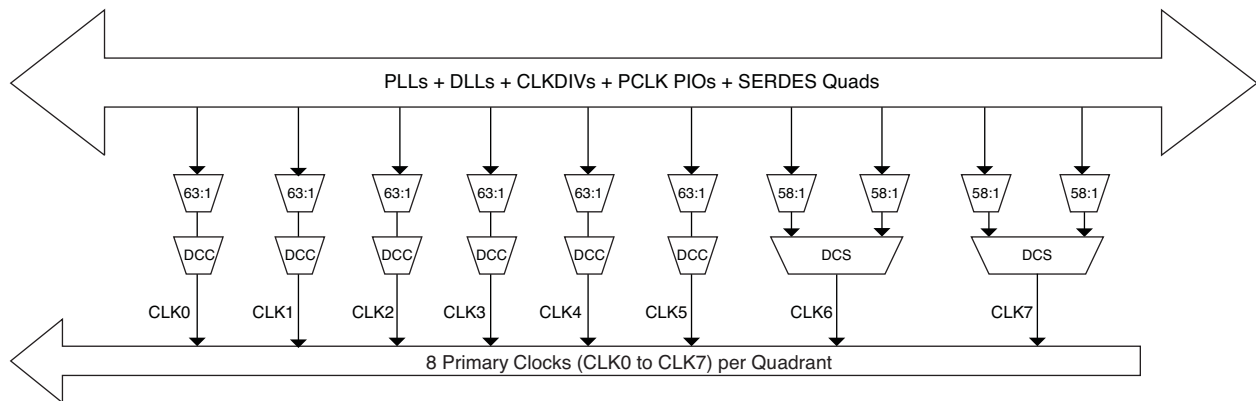 PLLs + DLLs + CLKDIVs + PCLK PIOs + SERDES Quads
63:1 63:1 63:1 63:1 63:1 63:1 58:1 58:1 58:1 58:1
DCC DCC DCC DCC DCC DCC DCS DCS
CLK0 CLK1 CLK2 CLK3 CLK4 CLK5 CLK6 CLK7
8 Primary Clocks (CLK0 to CLK7) per Quadrant